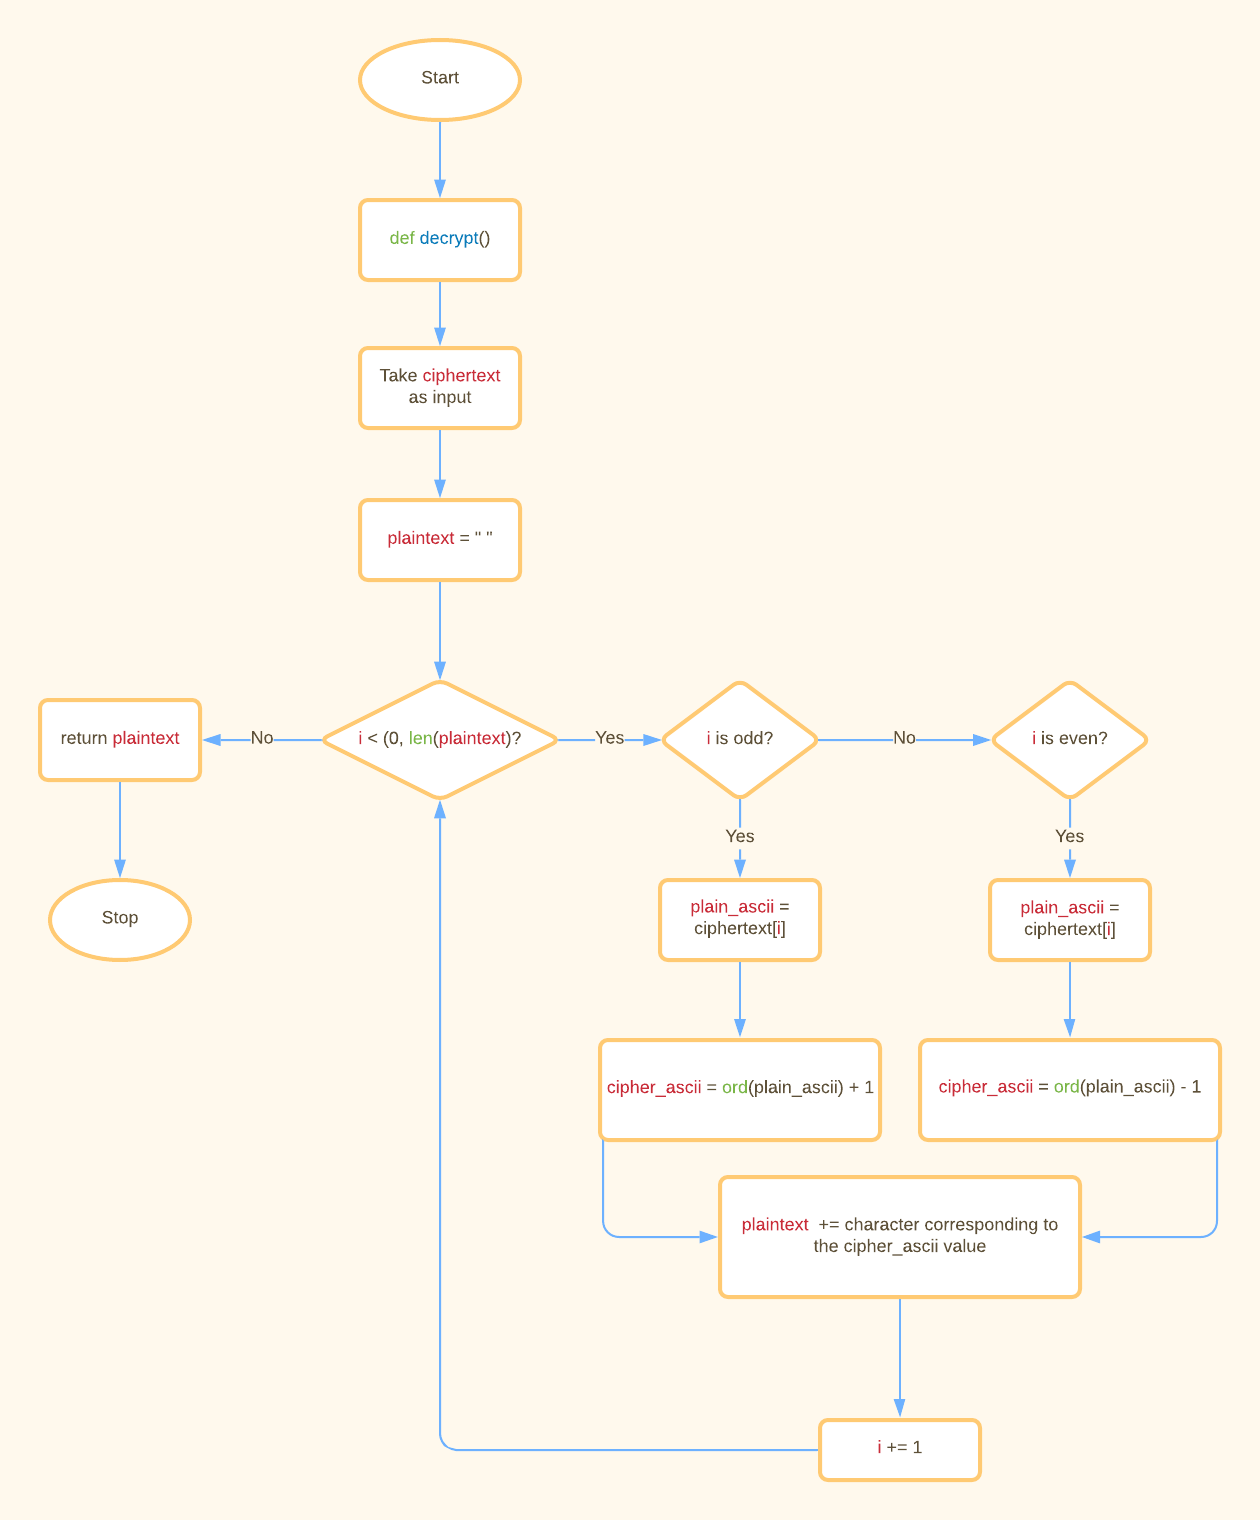 Start
def decrypt()
Take ciphertext
as input
plaintext = " "
return plaintext
No
i < (0, len(plaintext)?
Yes
i is odd?
No
i is even?
Yes
Yes
Stop
plain_ascii =
ciphertext[i]
plain_ascii =
ciphertext[i]
cipher_ascii = ord(plain_ascii) + 1
cipher_ascii = ord(plain_ascii) - 1
plaintext += character corresponding to
the cipher_ascii value
i += 1